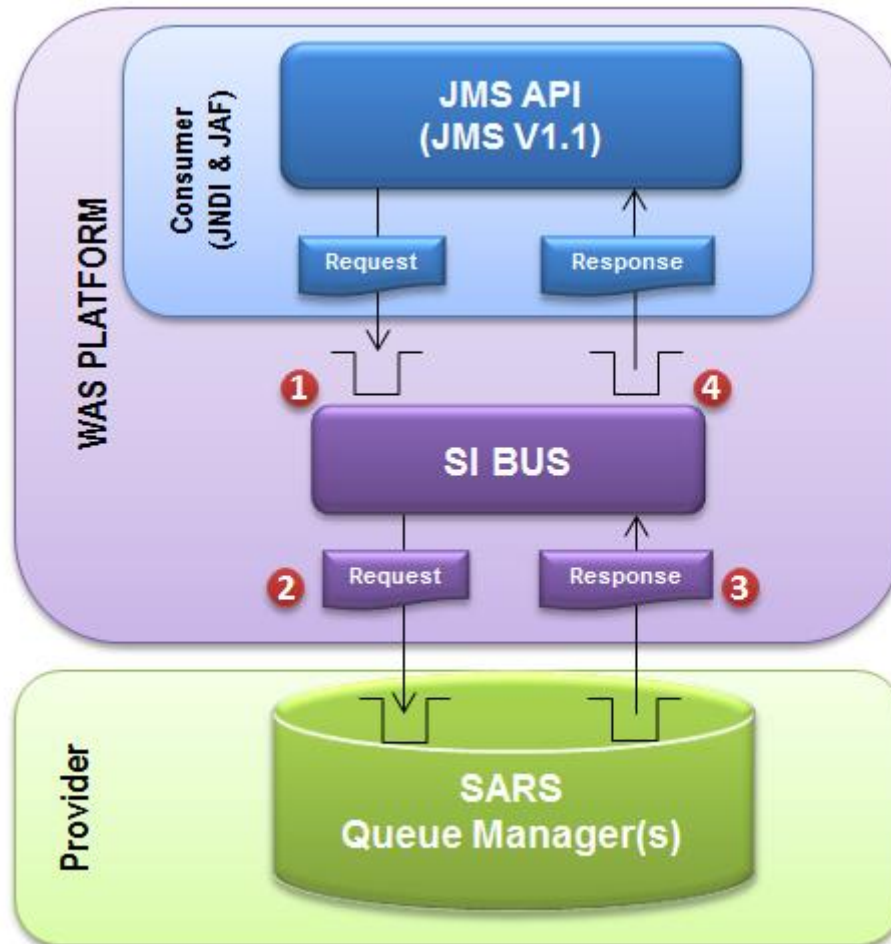 WAS PLATFORM
Consumer
(JNDI & JAF)
JMS API
(JMS V1.1)
Request
Response
1
4
SI BUS
2
Request
Response
3
Provider
SARS
Queue Manager(s)